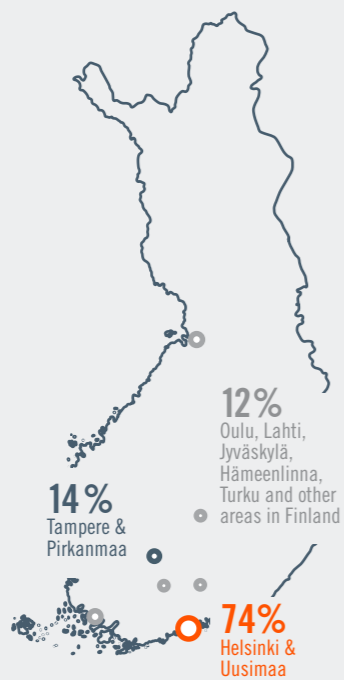 12%
Oulu, Lahti,
Jyväskylä,
Hämeenlinna,
Turku and other
areas in Finland
14%
Tampere &
Pirkanmaa
74%
Helsinki &
Uusimaa